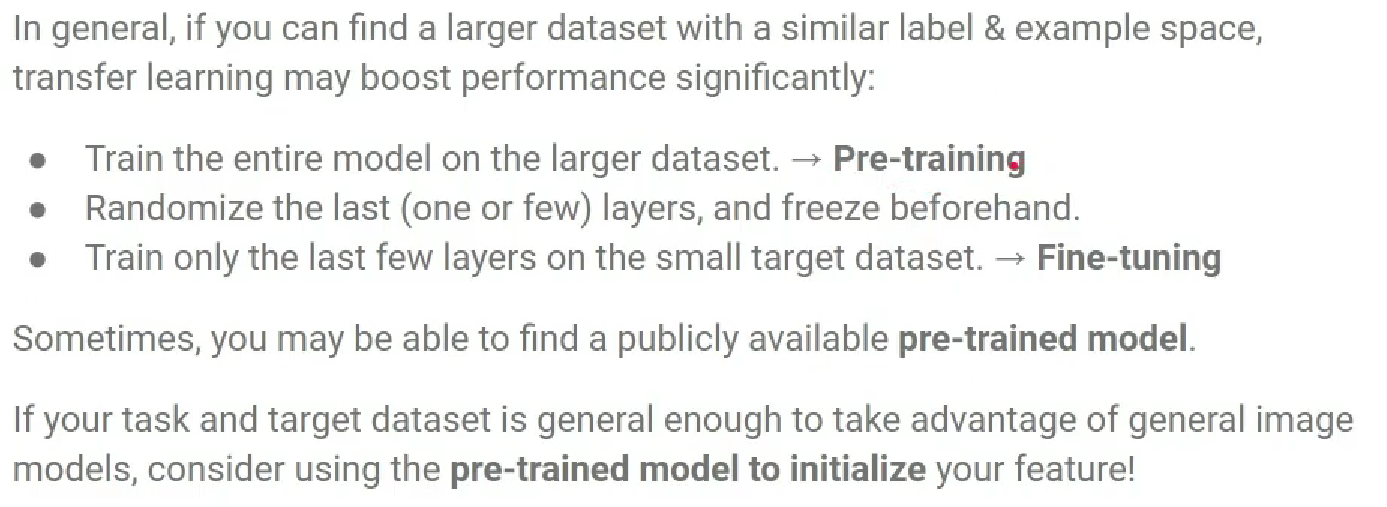 In general, if you can find a larger dataset with a similar label & example space,
transfer learning may boost performance significantly:
● Train the entire model on the larger dataset. → Pre-training
● Randomize the last (one or few) layers, and freeze beforehand.
● Train only the last few layers on the small target dataset. → Fine-tuning
Sometimes, you may be able to find a publicly available pre-trained model.
If your task and target dataset is general enough to take advantage of general image
models, consider using the pre-trained model to initialize your feature!